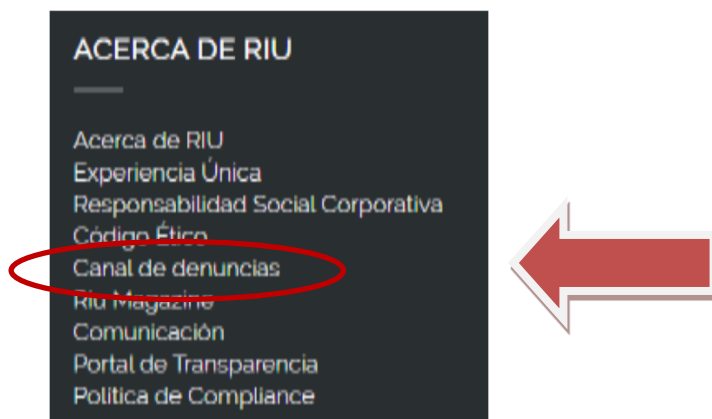 ACERCA DE RIU
Acerca de RIU
Experiencia Única
Responsabilidad Social Corporativa
Código Ético
Canal de denuncias
Riu Magazine
Comunicación
Portal de Transparencia
Política de Compliance